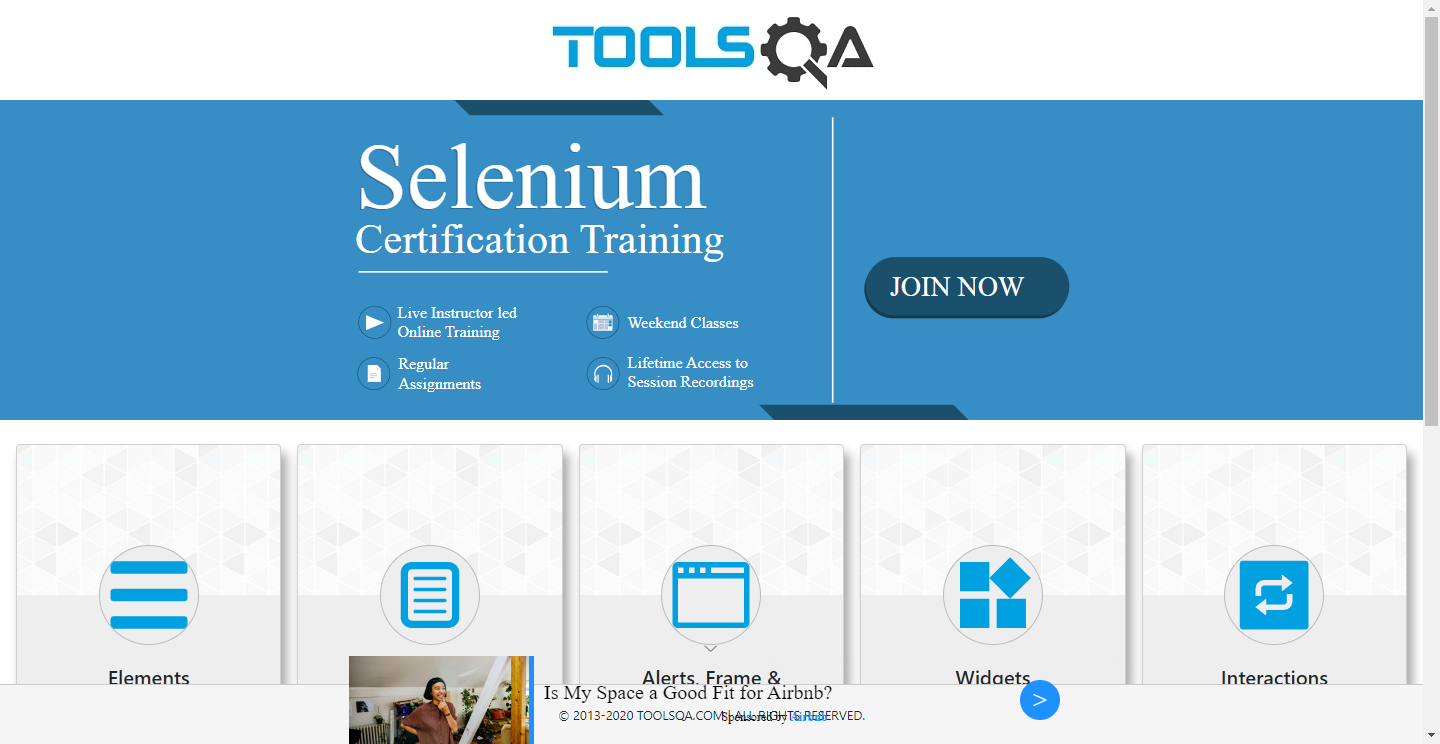 TOOLSQA
Selenium
Certification Training
JOIN NOW
Live Instructor led
Online Training
Weekend Classes
Regular
Assignments
Lifetime Access to
Session Recordings
Elements
Alerts, Frame &
Widgets
Interactions
Is My Space a Good Fit for Airbnb?
>
© 2013-2020 TOOLSQA.COM | ALL RIGHTS RESERVED.
Sponsored by Airbnb